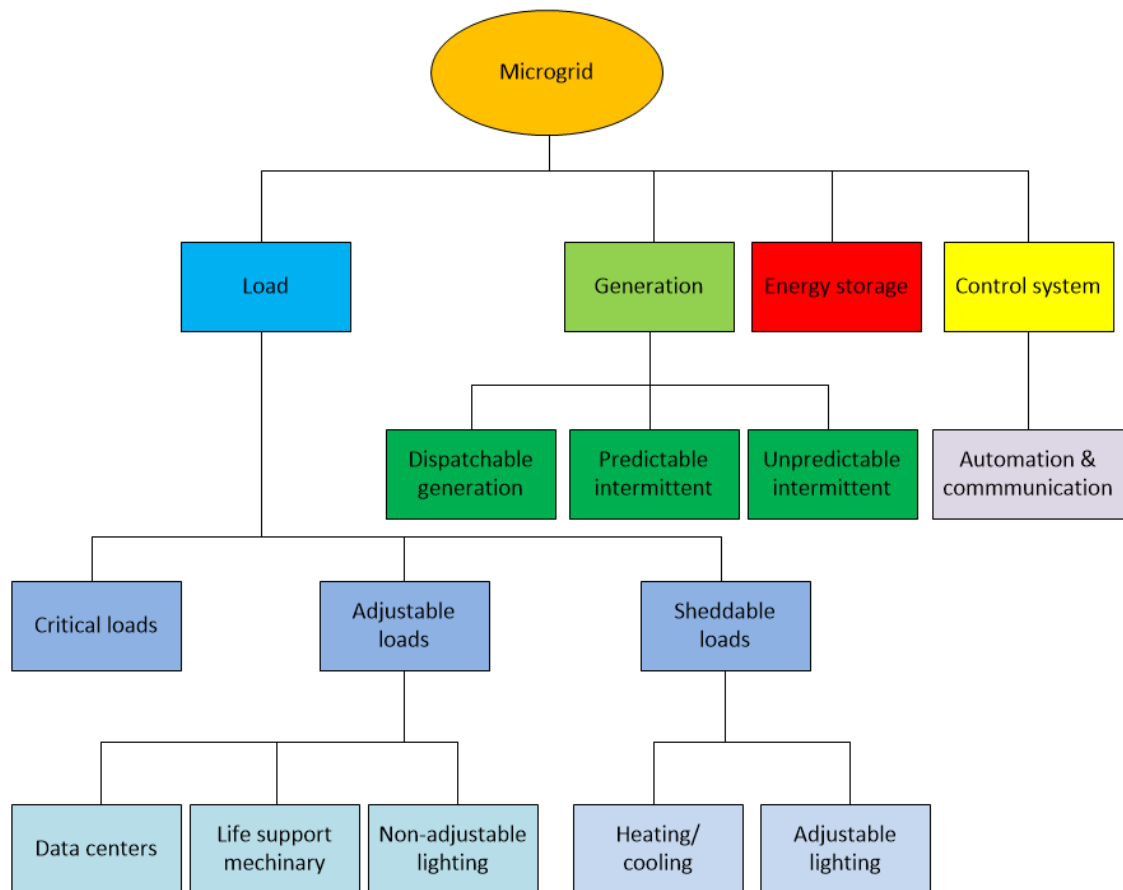 Microgrid
Load
Generation
Energy storage
Control system
Dispatchable
generation
Predictable
intermittent
Unpredictable
intermittent
Automation &
commmunication
Critical loads
Adjustable
loads
Sheddable
loads
Data centers
Life support
mechinary
Non-adjustable
lighting
Heating/
cooling
Adjustable
lighting